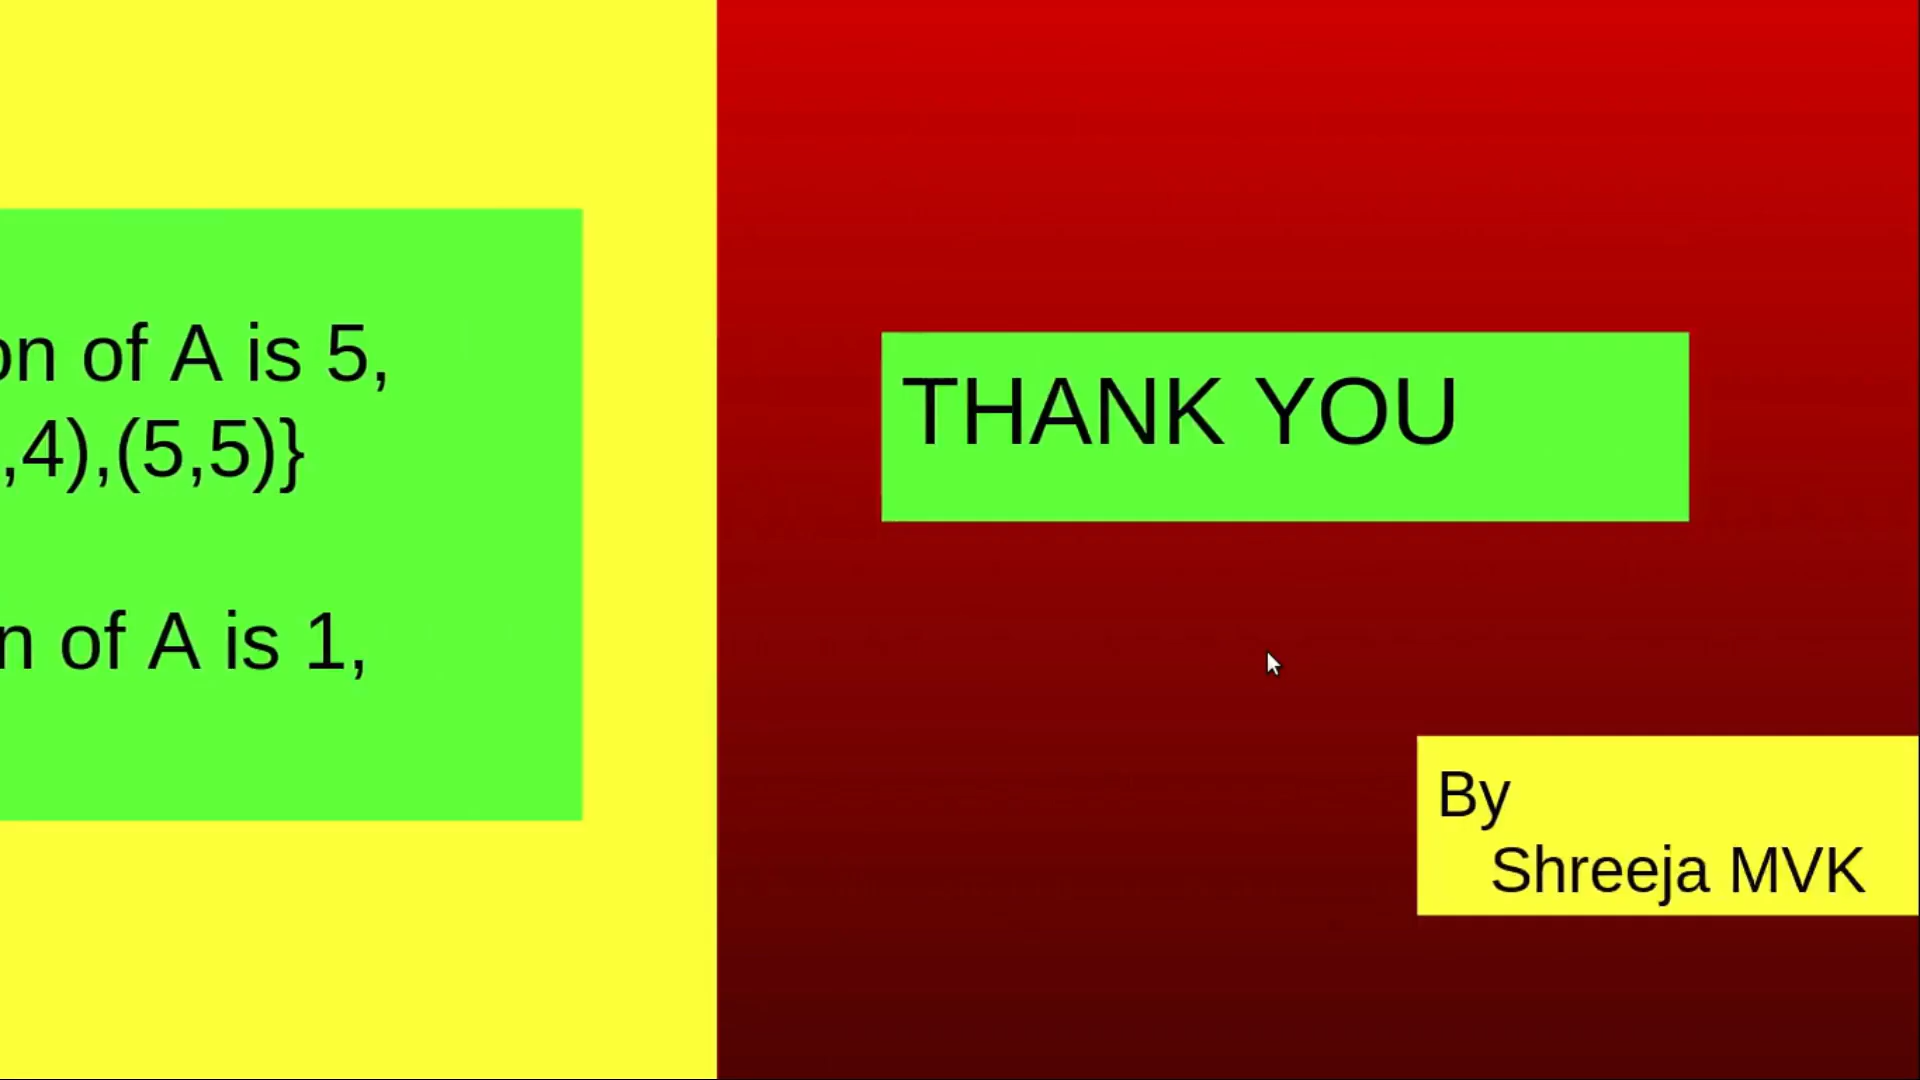 on of A is 5,
,4),(5,5)}
n of A is 1,
THANK YOU
By
Shreeja MVK